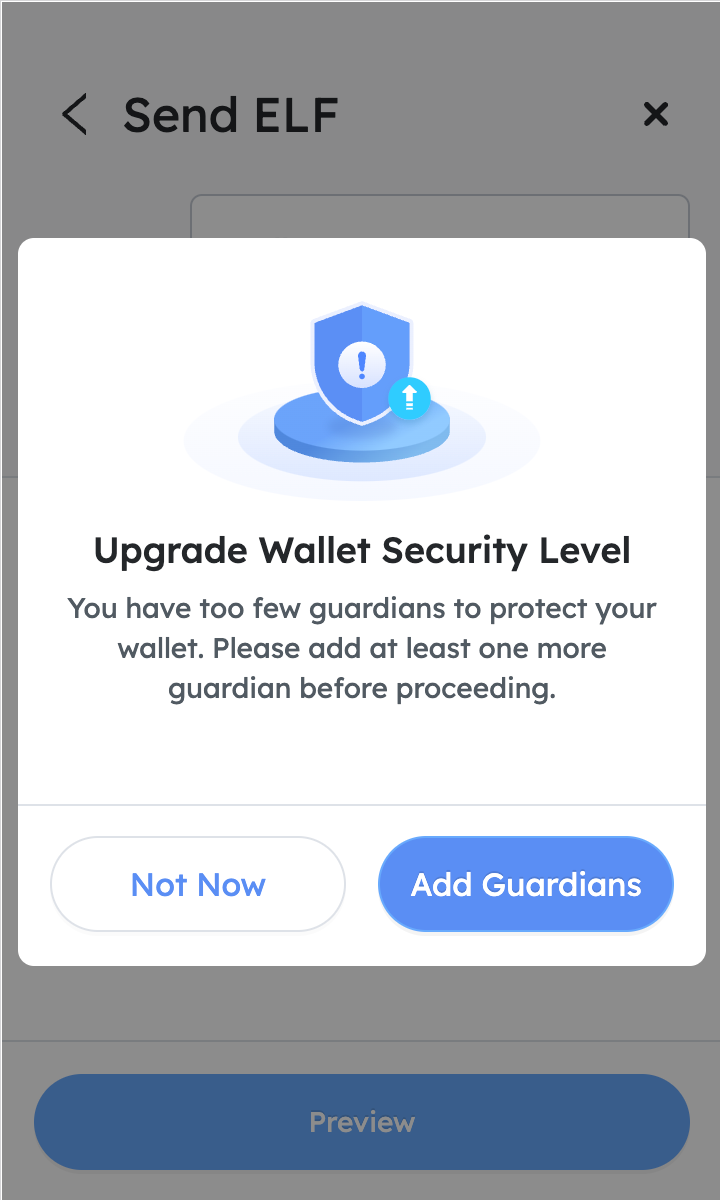 Send ELF
Upgrade Wallet Security Level
You have too few guardians to protect your
wallet. Please add at least one more
guardian before proceeding.
Not Now
Add Guardians
Preview